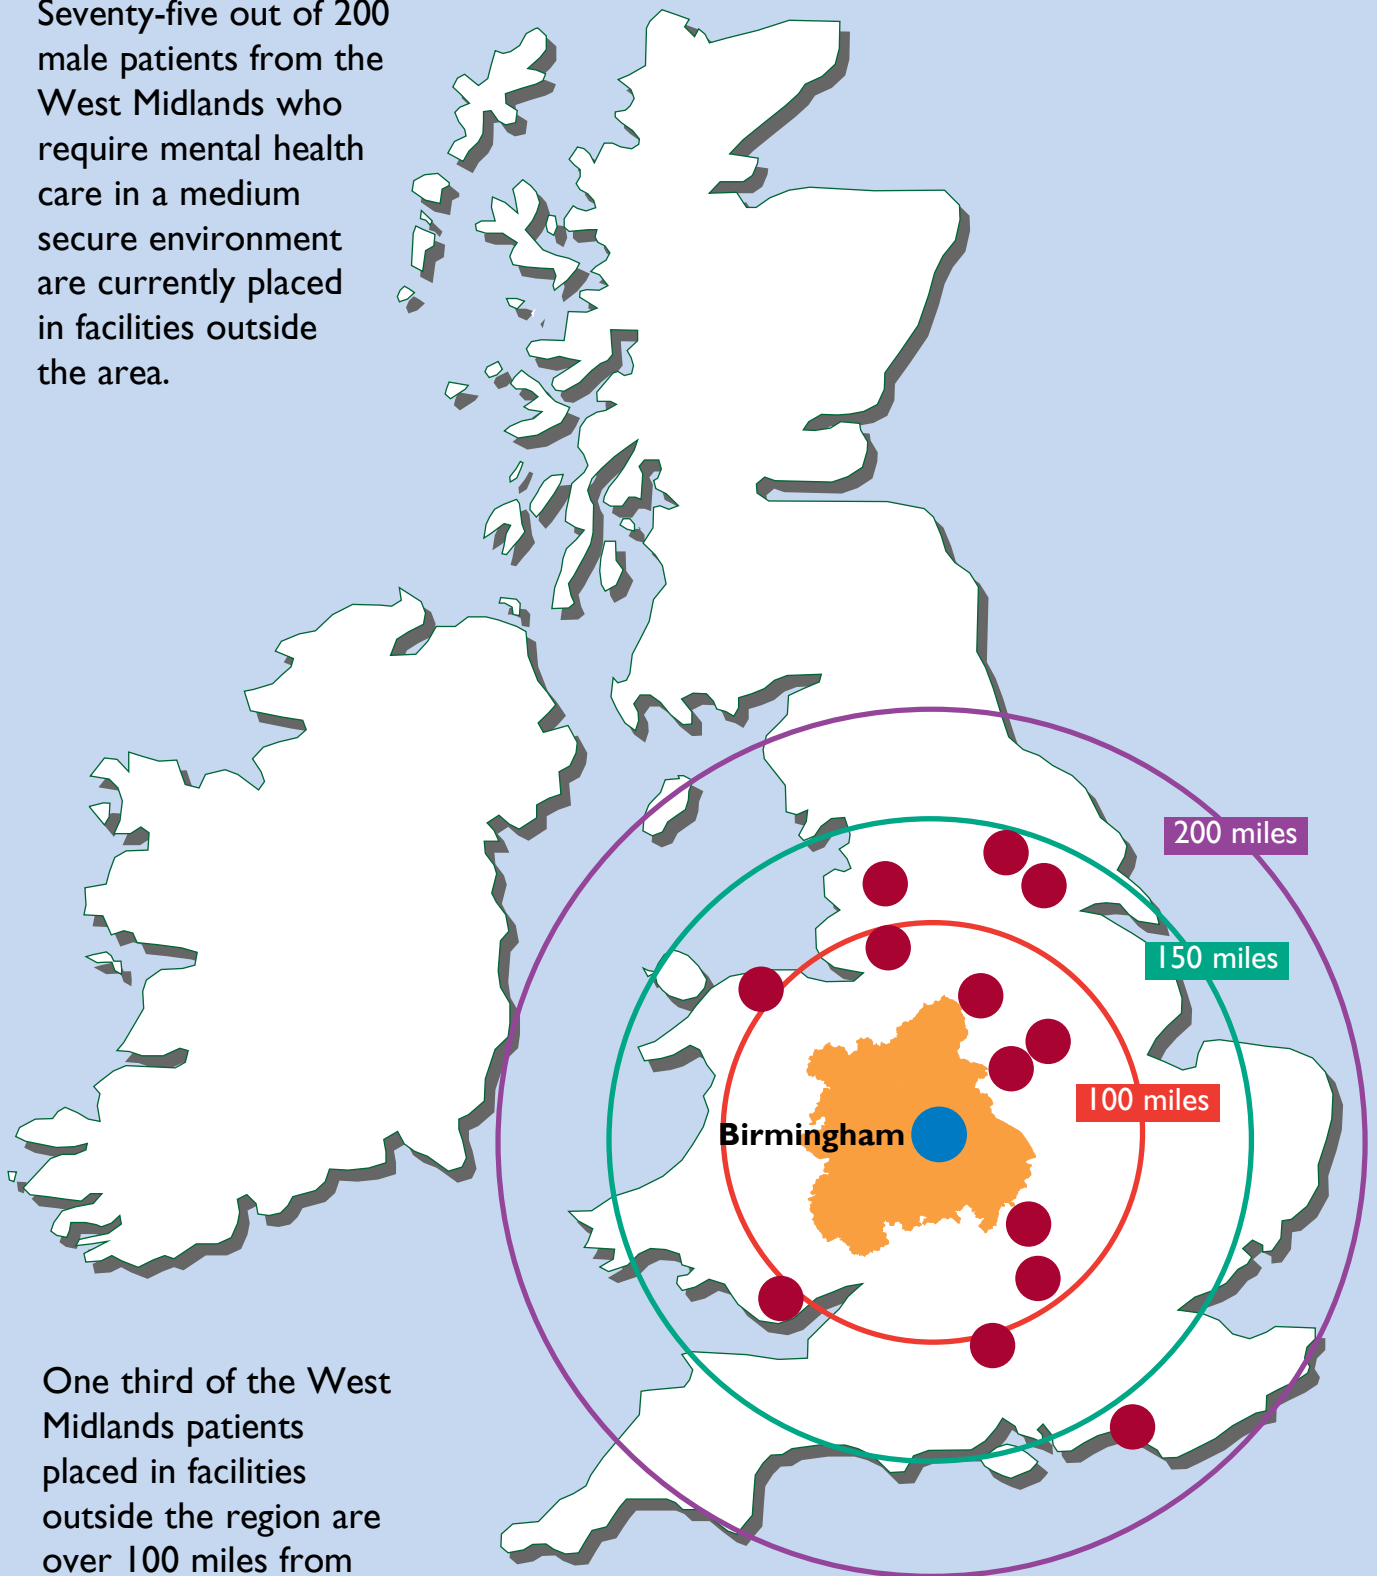 Seventy-five out of 200
male patients from the
West Midlands who
require mental health
care in a medium
secure environment
are currently placed
in facilities outside
the area.
200 miles
150 miles
100 miles
Birmingham
One third of the West
Midlands patients
placed in facilities
outside the region are
over 100 miles from